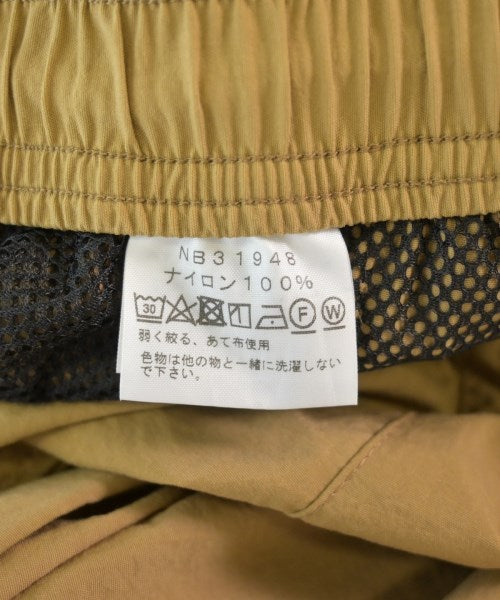 NB31948
ナイロン100%
30 F W
弱く絞る、あて布使用
色物は他の物と一緒に洗濯しない
で下さい。